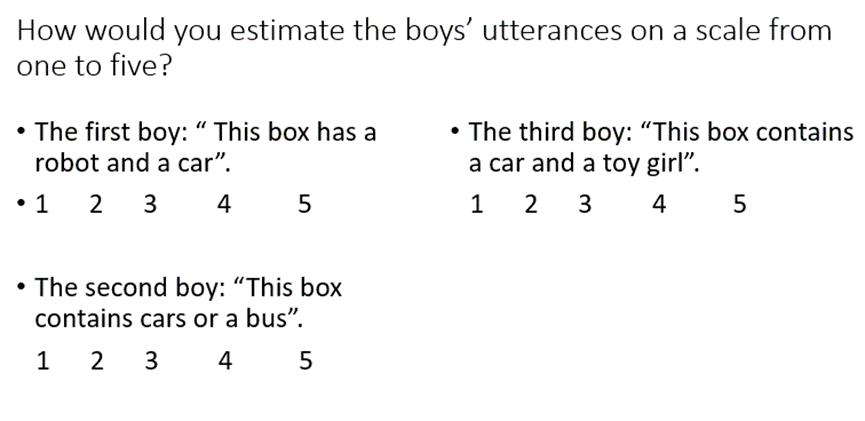 How would you estimate the boys’ utterances on a scale from
one to five?
• The first boy: “ This box has a
robot and a car”.
• 1 2 3 4 5
• The second boy: “This box
contains cars or a bus”.
1 2 3 4 5
• The third boy: “This box contains
a car and a toy girl”.
1 2 3 4 5